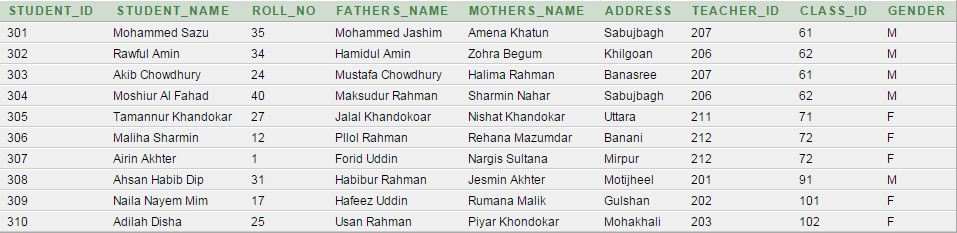 STUDENT_ID STUDENT_NAME ROLL_NO FATHERS_NAME MOTHERS_NAME ADDRESS TEACHER_ID CLASS_ID GENDER
301 Mohammed Sazu 35 Mohammed Jashim Amena Khatun Sabujbagh 207 61 M
302 Rawful Amin 34 Hamidul Amin Zohra Begum Khilgoan 206 62 M
303 Akib Chowdhury 24 Mustafa Chowdhury Halima Rahman Banasree 207 61 M
304 Moshiur Al Fahad 40 Maksudur Rahman Sharmin Nahar Sabujbagh 206 62 M
305 Tamannur Khandokar 27 Jalal Khandokoar Nishat Khandokar Uttara 211 71 F
306 Maliha Sharmin 12 Pllol Rahman Rehana Mazumdar Banani 212 72 F
307 Airin Akhter 1 Forid Uddin Nargis Sultana Mirpur 212 72 F
308 Ahsan Habib Dip 31 Habibur Rahman Jesmin Akhter Motijheel 201 91 M
309 Naila Nayem Mim 17 Hafeez Uddin Rumana Malik Gulshan 202 101 F
310 Adilah Disha 25 Usan Rahman Piyar Khondokar Mohakhali 203 102 F